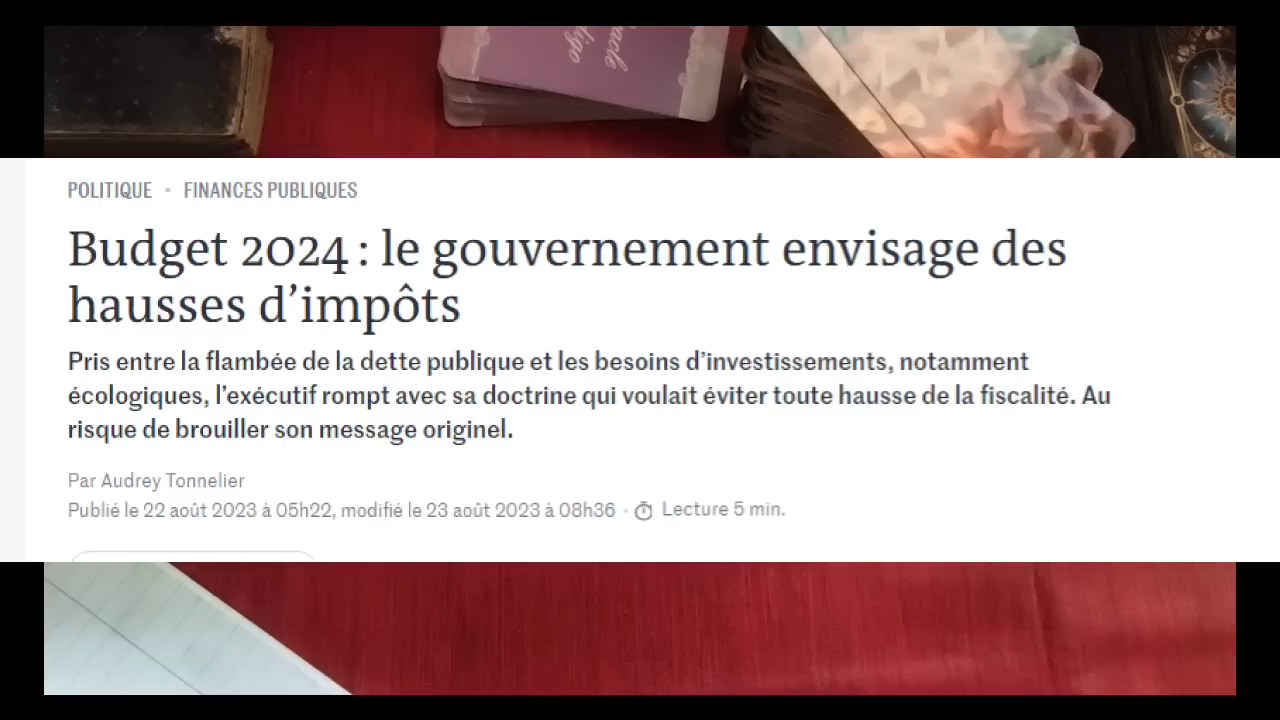 POLITIQUE • FINANCES PUBLIQUES
Budget 2024 : le gouvernement envisage des
hausses d’impôts
Pris entre la flambée de la dette publique et les besoins d’investissements, notamment
écologiques, l’exécutif rompt avec sa doctrine qui voulait éviter toute hausse de la fiscalité. Au
risque de brouiller son message originel.
Par Audrey Tonnelier
Publié le 22 août 2023 à 05h22, modifié le 23 août 2023 à 08h36 • Lecture 5 min.